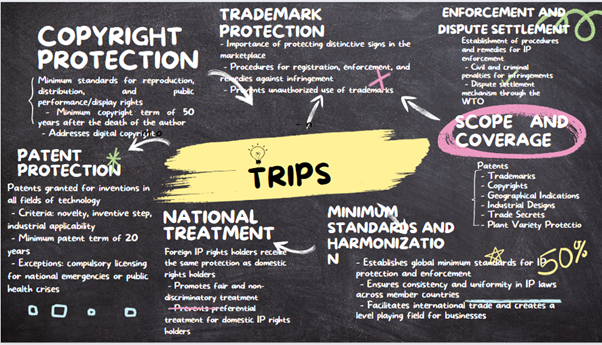 COPYRIGHT
PROTECTION
Minimum standards for reproduction,
distribution, and public
performance/display rights
- Minimum copyright term of 50
years after the death of the author
- Addresses digital copyright
TRADEMARK
PROTECTION
- Importance of protecting distinctive signs in the
marketplace
- Procedures for registration, enforcement, and
remedies against infringement
- Prevents unauthorized use of trademarks
ENFORCEMENT AND
DISPUTE SETTLEMENT
Establishment of procedures
and remedies for IP
enforcement
- Civil and criminal
penalties for infringements
- Dispute settlement
mechanism through the
WTO
SCOPE AND
COVERAGE
Patents
- Trademarks
- Copyrights
- Geographical Indications
- Industrial Designs
- Trade Secrets
- Plant Variety Protectio
TRIPS
PATENT
PROTECTION
Patents granted for inventions in
all fields of technology
- Criteria: novelty, inventive step,
industrial applicability
- Minimum patent term of 20
years
- Exceptions: compulsory licensing
for national emergencies or public
health crises
NATIONAL
TREATMENT
Foreign IP rights holders receive
the same protection as domestic
rights holders
- Promotes fair and non-
discriminatory treatment
- Prevents preferential
treatment for domestic IP rights
holders
MINIMUM
STANDARDS AND
HARMONIZATIO
N
- Establishes global minimum standards for IP
protection and enforcement
- Ensures consistency and uniformity in IP laws
across member countries
- Facilitates international trade and creates a
level playing field for businesses
50%